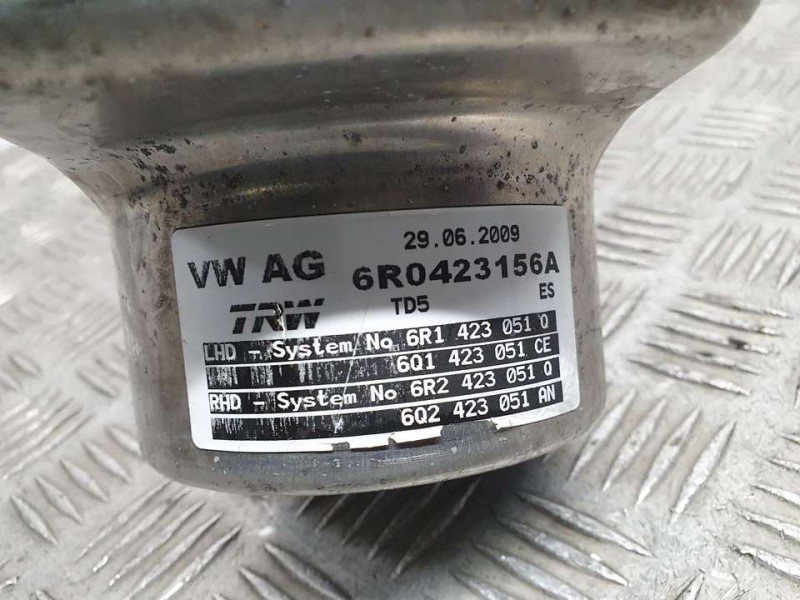 29.06.2009
VW AG 6R0423156A
TRW TD5 ES
LHD - System No 6R1 423 051 Q
6Q1 423 051 CE
RHD - System No 6R2 423 051 Q
6Q2 423 051 AN